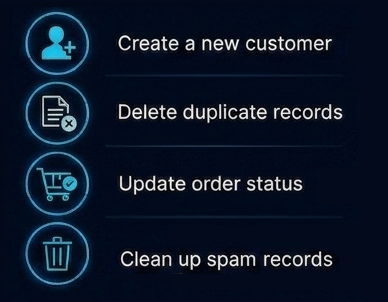 Create a new customer
Delete duplicate records
Update order status
Clean up spam records